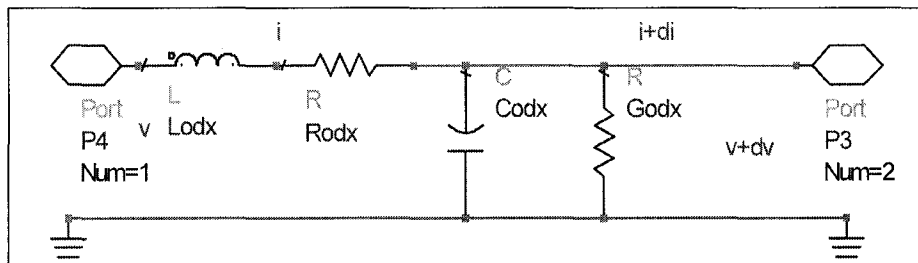 i
i+di
L
C
R
Port
v
Lodx
R
Rodx
Codx
Godx
Port
P4
Num=1
v+dv
P3
Num=2